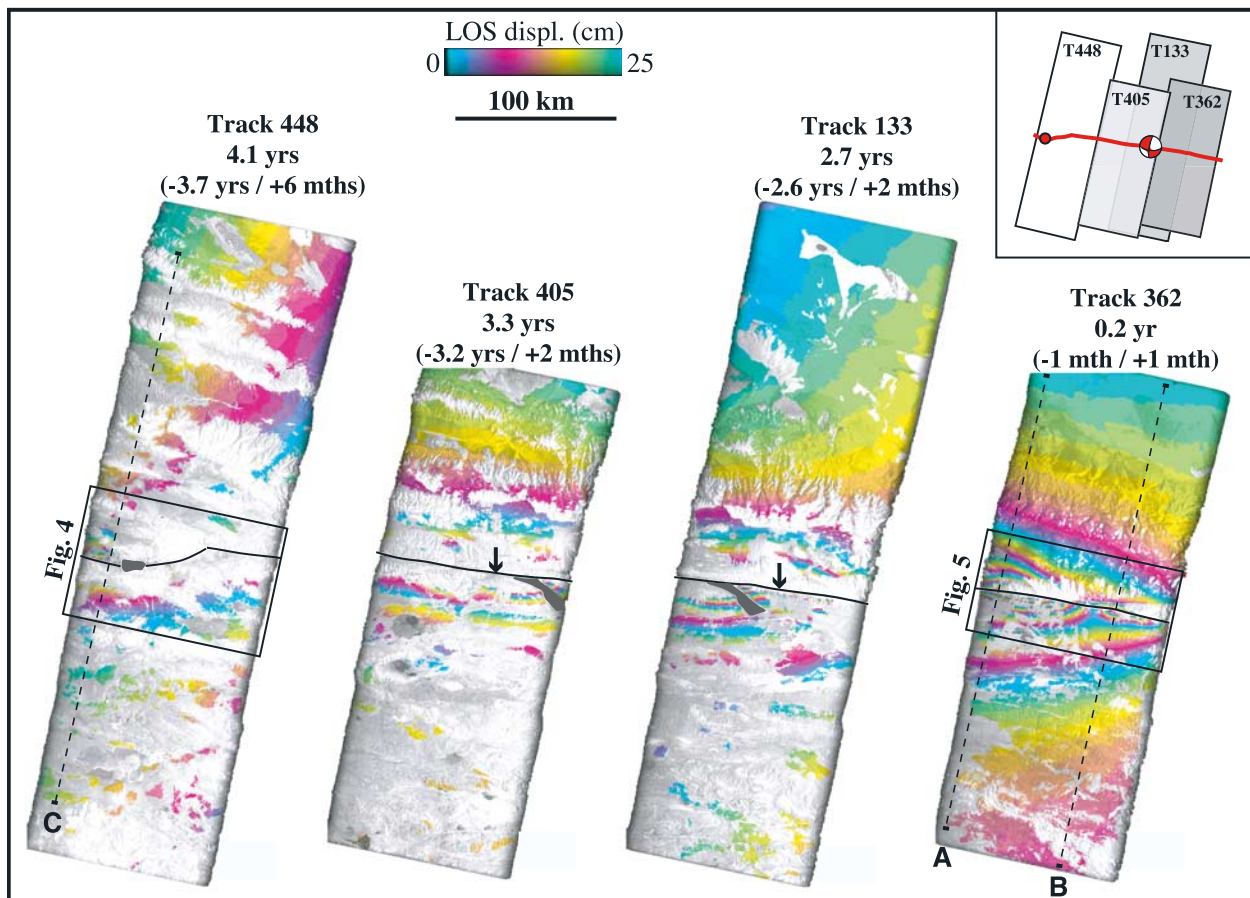 LOS displ. (cm)
0 25
100 km
T448
T133
T405
T362
Track 448
4.1 yrs
(-3.7 yrs / +6 mths)
Track 133
2.7 yrs
(-2.6 yrs / +2 mths)
Track 405
3.3 yrs
(-3.2 yrs / +2 mths)
Track 362
0.2 yr
(-1 mth / +1 mth)
Fig. 4
Fig. 5
C
A
B